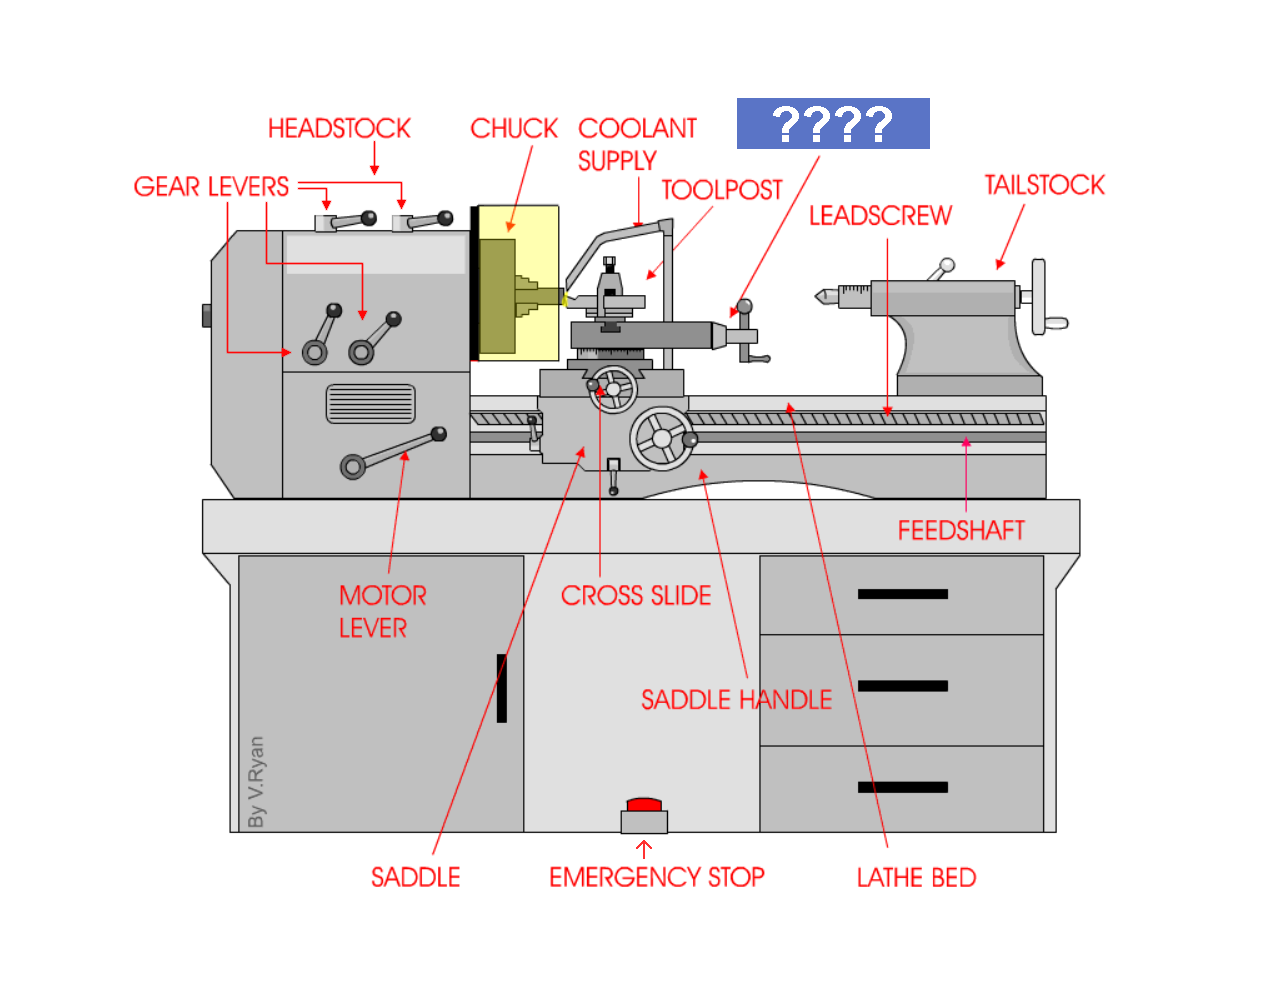 ????
HEADSTOCK
CHUCK
COOLANT
SUPPLY
TOOLPOST
GEAR LEVERS
TAILSTOCK
LEADSCREW
FEEDSHAFT
MOTOR
LEVER
CROSS SLIDE
SADDLE HANDLE
By V.Ryan
SADDLE
EMERGENCY STOP
LATHE BED